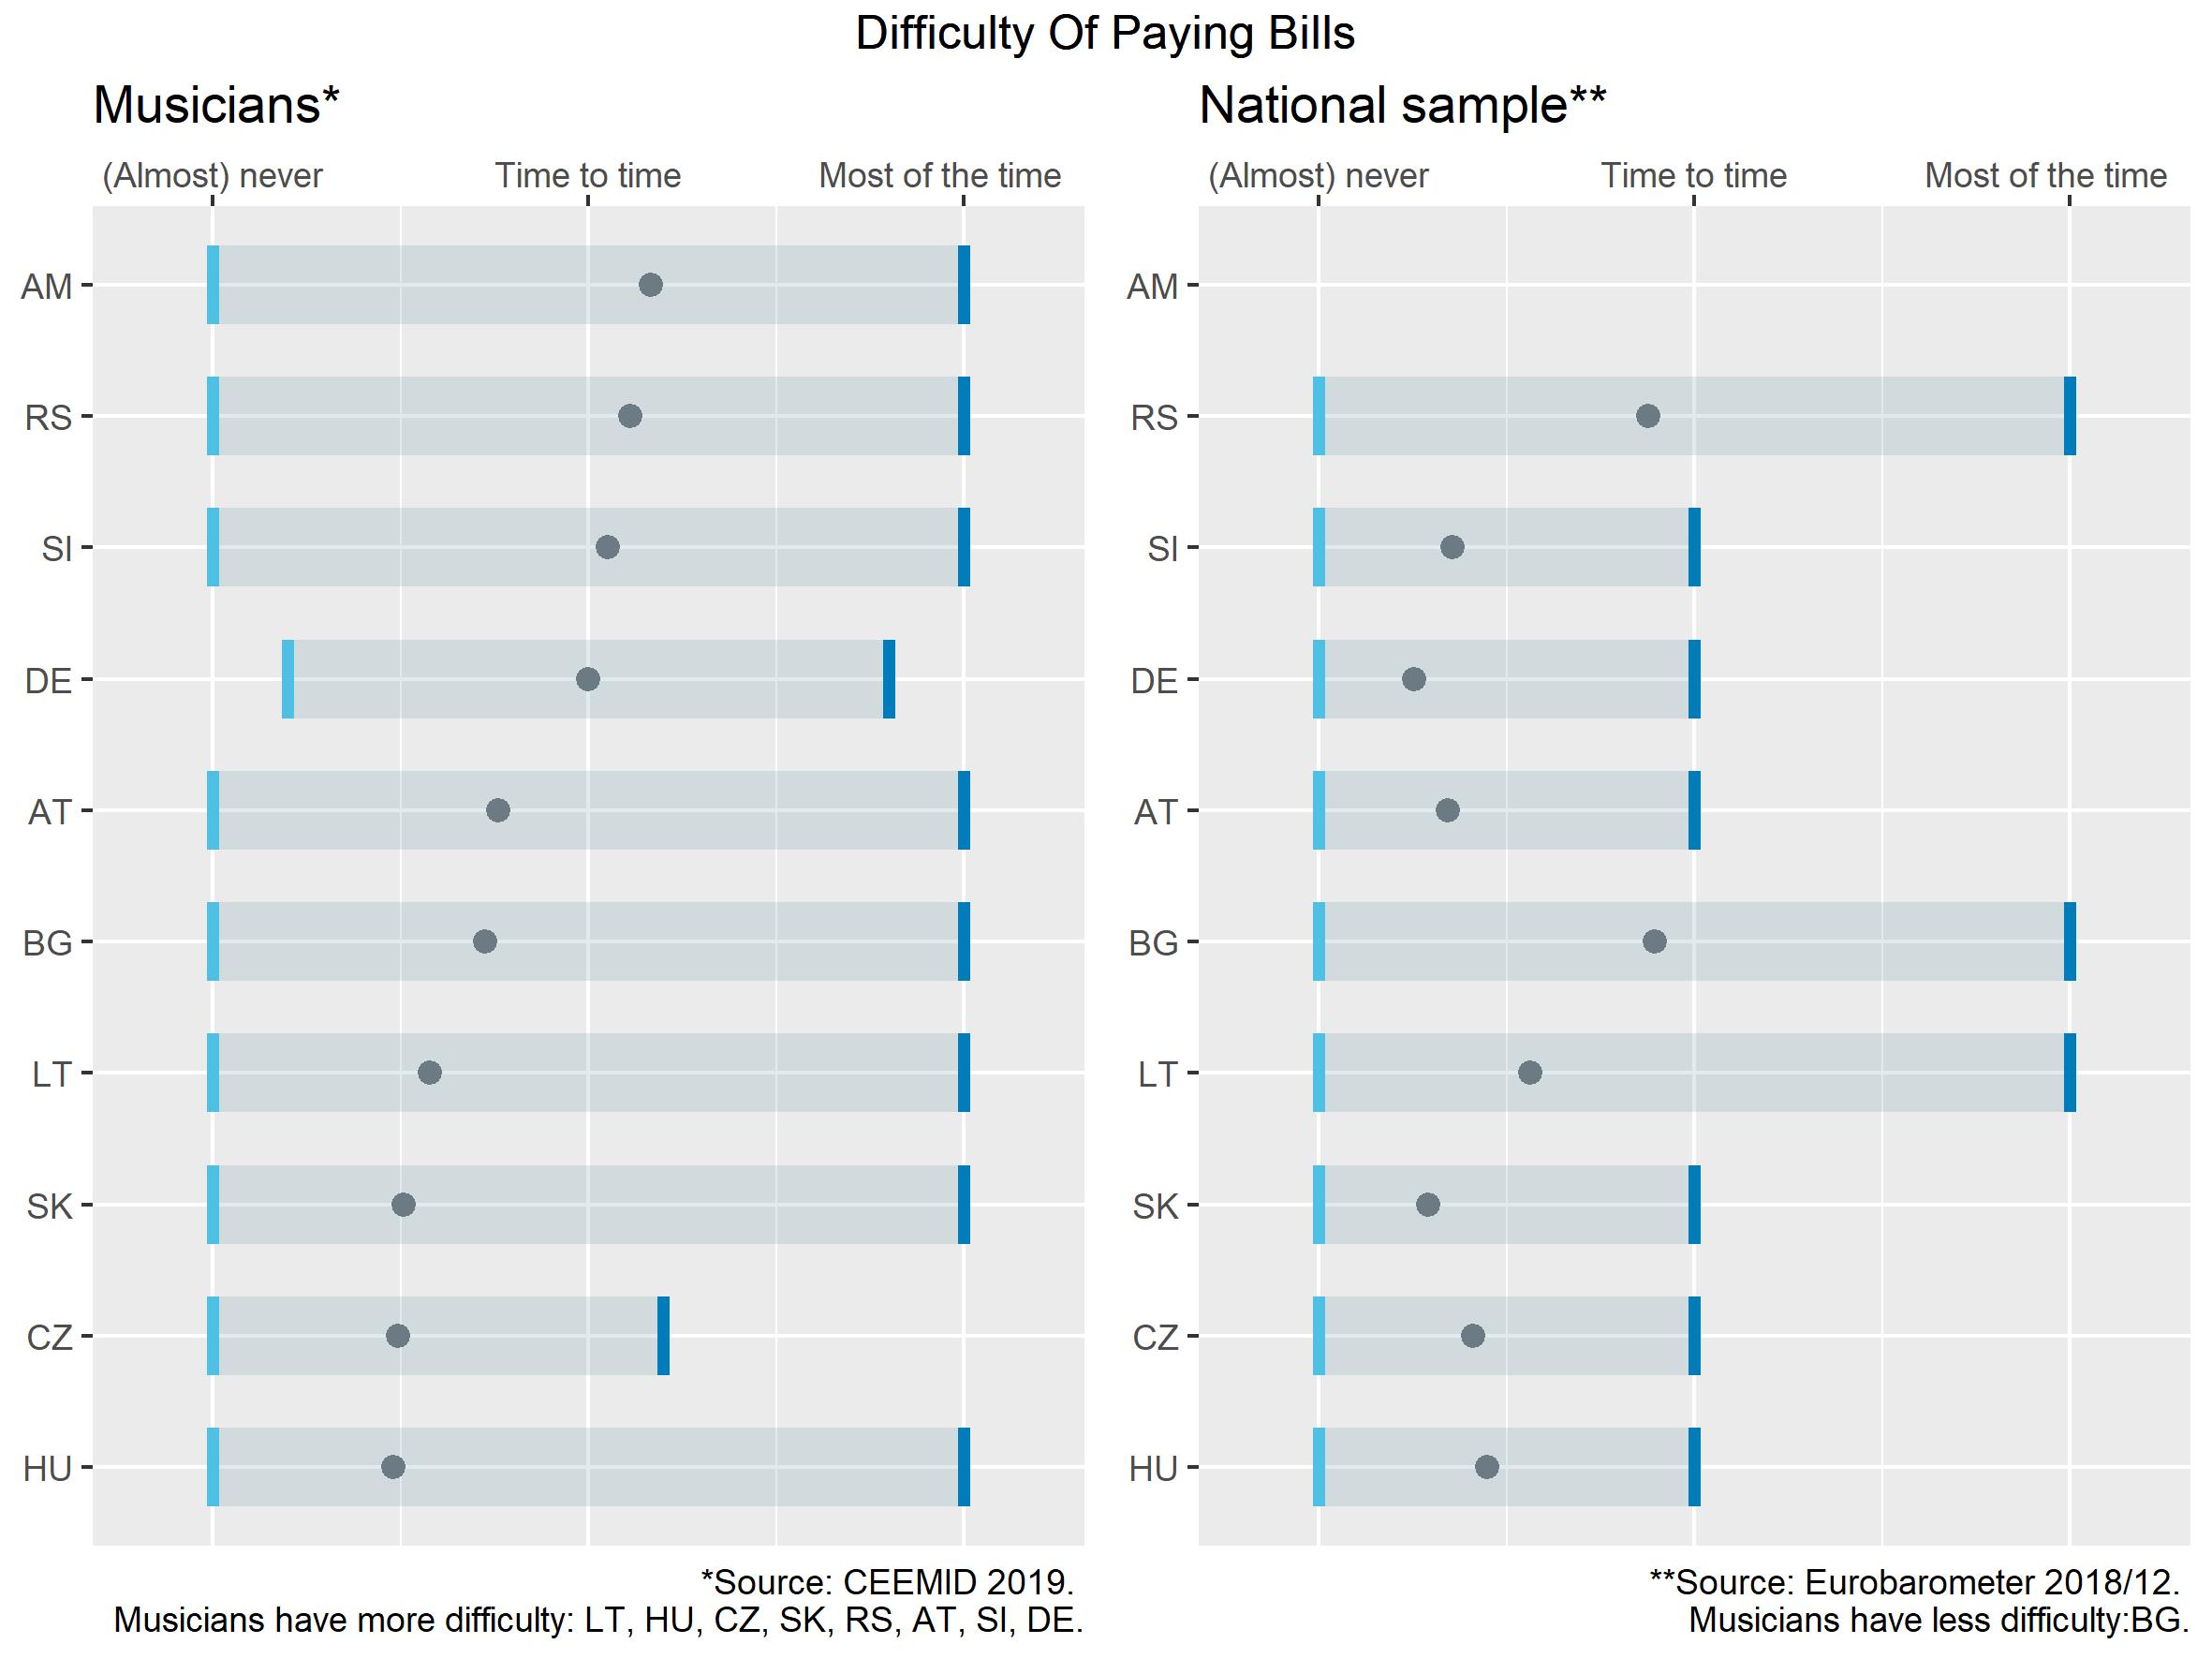 Difficulty Of Paying Bills
Musicians*
(Almost) never Time to time Most of the time
AM
RS
SI
DE
AT
BG
LT
SK
CZ
HU
*Source: CEEMID 2019.
Musicians have more difficulty: LT, HU, CZ, SK, RS, AT, SI, DE.
National sample**
(Almost) never Time to time Most of the time
AM
RS
SI
DE
AT
BG
LT
SK
CZ
HU
**Source: Eurobarometer 2018/12.
Musicians have less difficulty:BG.